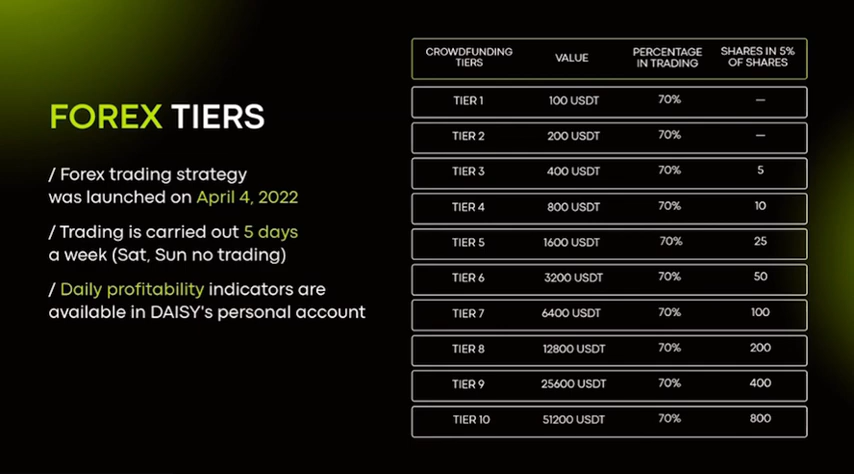 FOREX TIERS
/ Forex trading strategy
was launched on April 4, 2022
/ Trading is carried out 5 days
a week (Sat, Sun no trading)
/ Daily profitability indicators are
available in DAISY's personal account
CROWDFUNDING TIERS VALUE PERCENTAGE IN TRADING SHARES IN 5% OF SHARES
TIER 1 100 USDT 70% —
TIER 2 200 USDT 70% —
TIER 3 400 USDT 70% 5
TIER 4 800 USDT 70% 10
TIER 5 1600 USDT 70% 25
TIER 6 3200 USDT 70% 50
TIER 7 6400 USDT 70% 100
TIER 8 12800 USDT 70% 200
TIER 9 25600 USDT 70% 400
TIER 10 51200 USDT 70% 800